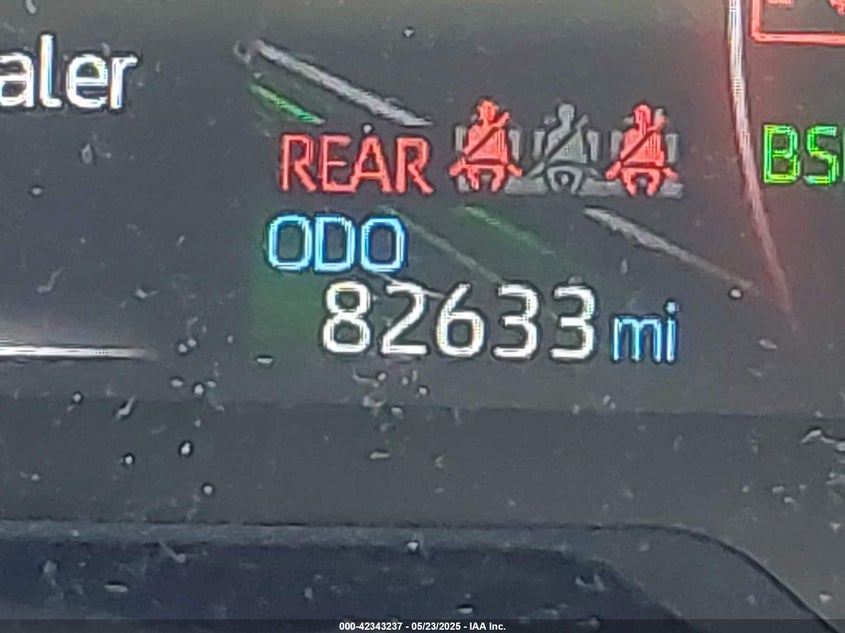 aler
REAR
BS
ODO
82633 mi
000-42343237 - 05/23/2025 - IAA Inc.